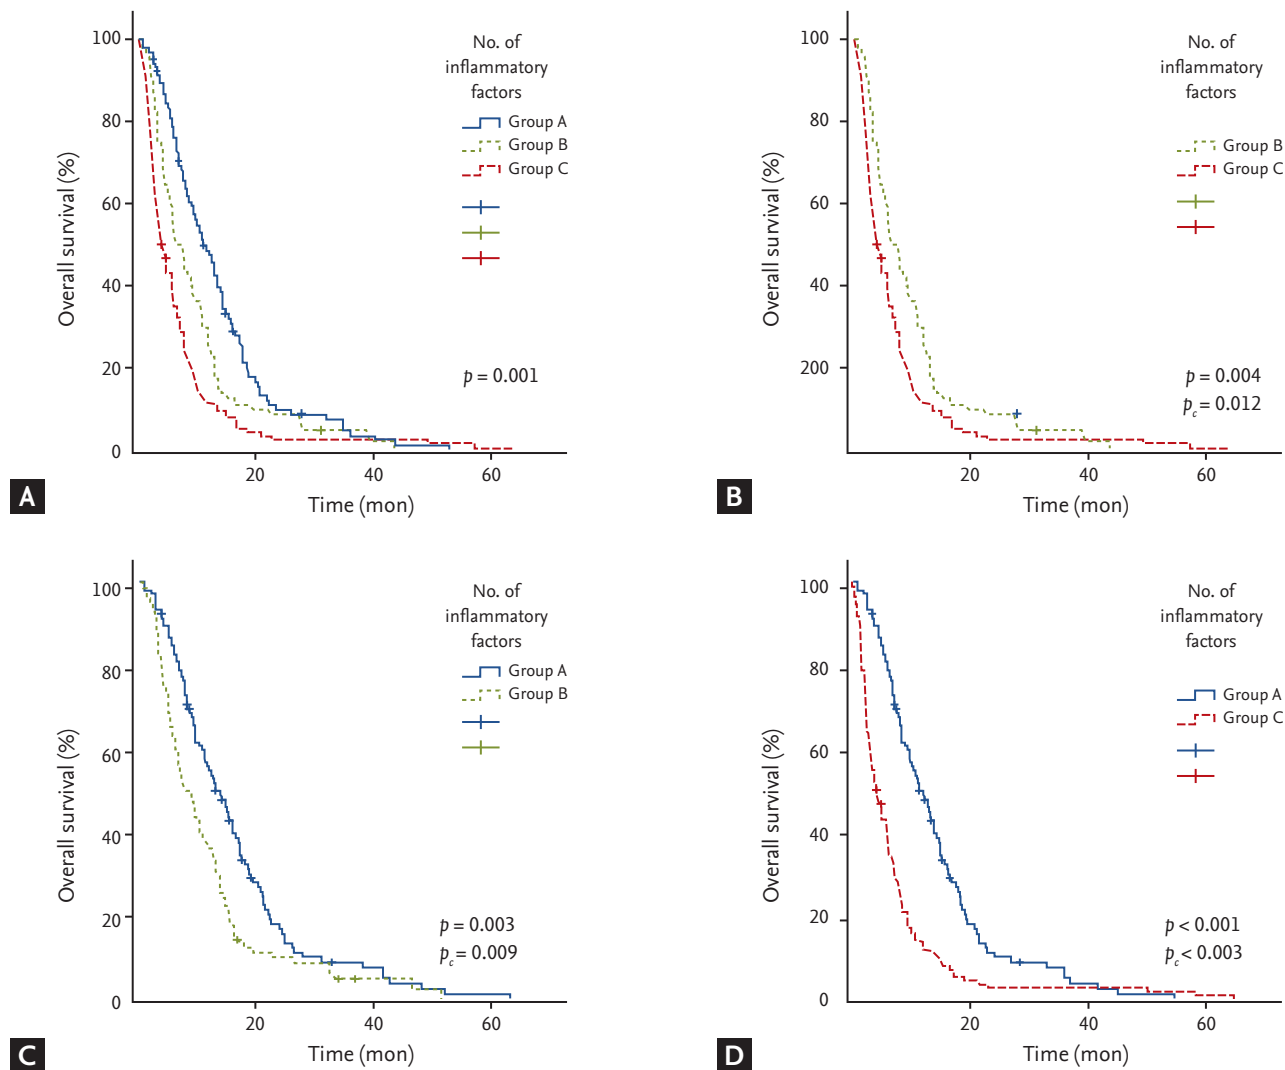 100
80
60
40
20
0
Overall survival (%)
20
40
60
Time (mon)
No. of
inflammatory
factors
Group A
Group B
Group C
p = 0.001
A
100
80
60
40
200
0
Overall survival (%)
20
40
60
Time (mon)
No. of
inflammatory
factors
Group B
Group C
p = 0.004
pc = 0.012
B
100
80
60
40
20
0
Overall survival (%)
20
40
60
Time (mon)
No. of
inflammatory
factors
Group A
Group B
p = 0.003
pc = 0.009
C
100
80
60
40
20
0
Overall survival (%)
20
40
60
Time (mon)
No. of
inflammatory
factors
Group A
Group C
p < 0.001
pc < 0.003
D